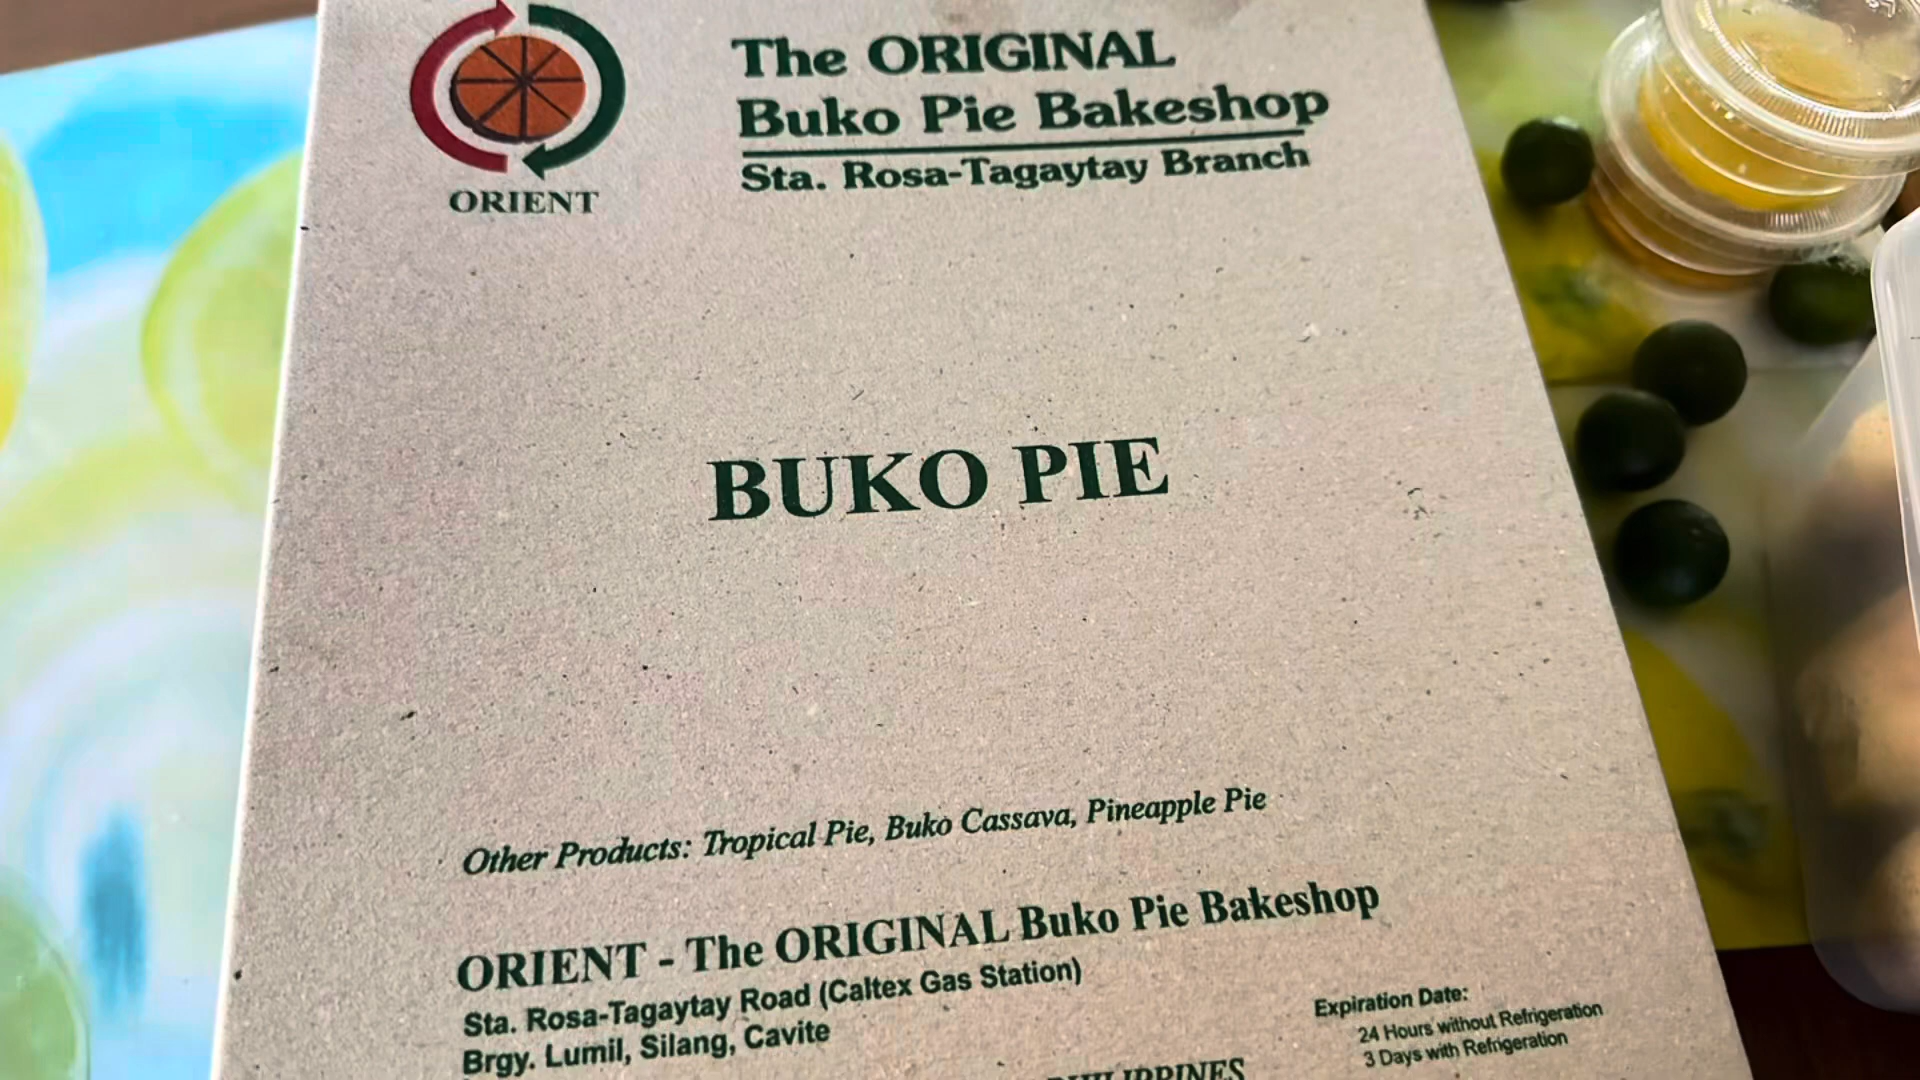 ORIENT
The ORIGINAL
Buko Pie Bakeshop
Sta. Rosa-Tagaytay Branch
BUKO PIE
Other Products: Tropical Pie, Buko Cassava, Pineapple Pie
ORIENT - The ORIGINAL Buko Pie Bakeshop
Sta. Rosa-Tagaytay Road (Caltex Gas Station)
Brgy. Lumil, Silang, Cavite
Expiration Date:
24 Hours without Refrigeration
3 Days with Refrigeration
PHILIPPINES